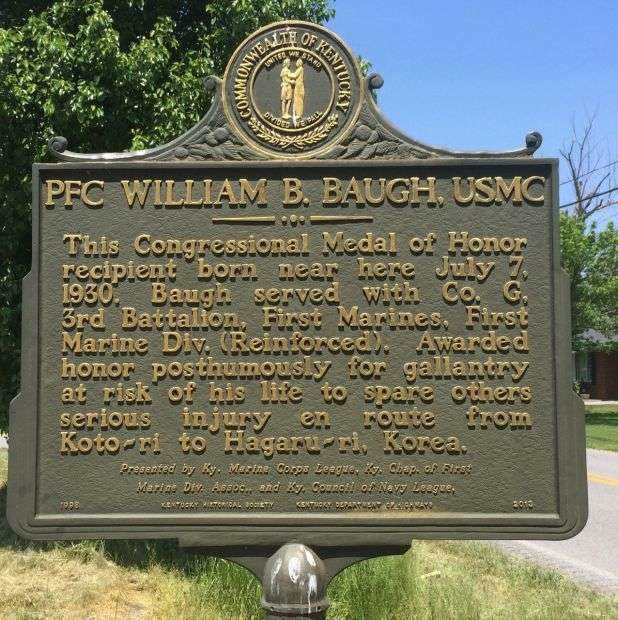 COMMONWEALTH OF KENTUCKY
UNITED WE STAND
DIVIDED WE FALL
PFC WILLIAM B. BAUGH, USMC
This Congressional Medal of Honor
recipient born near here July 7,
1930. Baugh served with Co. G,
3rd Battalion, First Marines, First
Marine Div. (Reinforced). Awarded
honor posthumously for gallantry
at risk of his life to spare others
serious injury en route from
Koto-ri to Hagaru-ri, Korea.
Presented by Ky. Marine Corps League, Ky. Chap. of First
Marine Div. Assoc., and Ky. Council of Navy League.
1998 KENTUCKY HISTORICAL SOCIETY KENTUCKY DEPARTMENT OF HIGHWAYS 2013